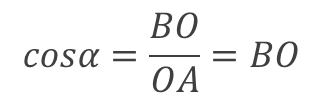 cosα = BO/OA = BO